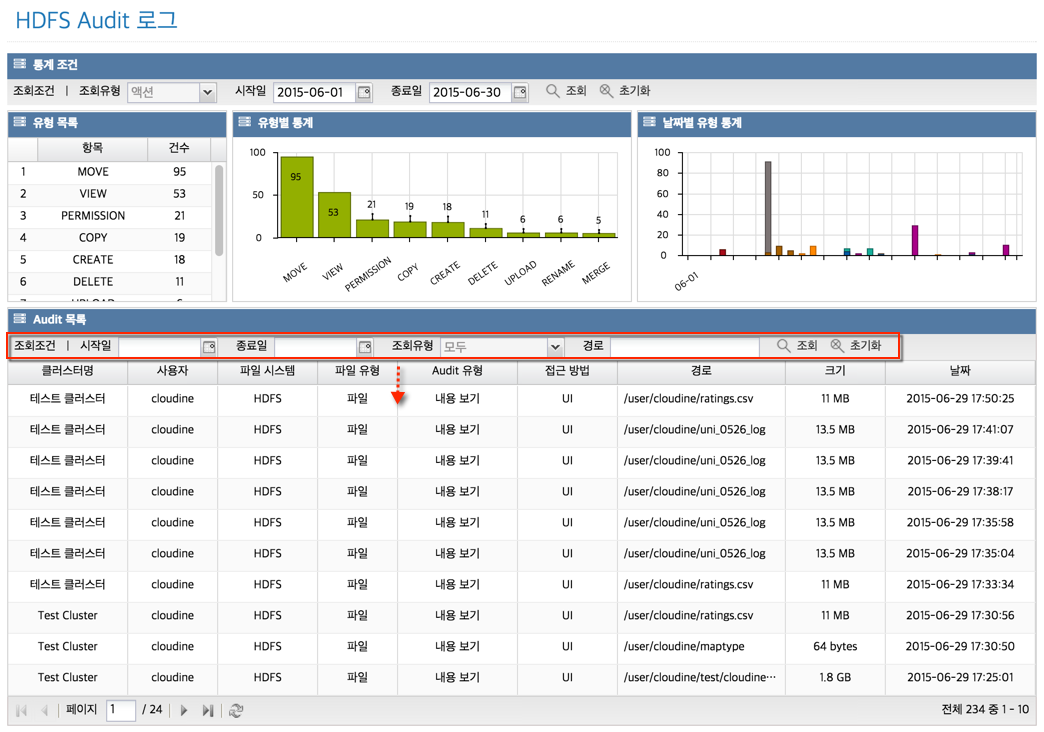 HDFS Audit 로그
통계 조건
조회조건 | 조회유형 액션 시작일 2015-06-01 종료일 2015-06-30 조회 초기화
유형 목록
항목 건수
1 MOVE 95
2 VIEW 53
3 PERMISSION 21
4 COPY 19
5 CREATE 18
6 DELETE 11
유형별 통계
100
50
0
95
53
21
19
18
11
6
6
5
MOVE
VIEW
PERMISSION
COPY
CREATE
DELETE
UPLOAD
RENAME
MERGE
날짜별 유형 통계
100
80
60
40
20
0
06-01
Audit 목록
조회조건 | 시작일 종료일 조회유형 모두 경로 조회 초기화
클러스터명 사용자 파일 시스템 파일 유형 Audit 유형 접근 방법 경로 크기 날짜
테스트 클러스터 cloudine HDFS 파일 내용 보기 UI /user/cloudine/ratings.csv 11 MB 2015-06-29 17:50:25
테스트 클러스터 cloudine HDFS 파일 내용 보기 UI /user/cloudine/uni_0526_log 13.5 MB 2015-06-29 17:41:07
테스트 클러스터 cloudine HDFS 파일 내용 보기 UI /user/cloudine/uni_0526_log 13.5 MB 2015-06-29 17:39:41
테스트 클러스터 cloudine HDFS 파일 내용 보기 UI /user/cloudine/uni_0526_log 13.5 MB 2015-06-29 17:38:17
테스트 클러스터 cloudine HDFS 파일 내용 보기 UI /user/cloudine/uni_0526_log 13.5 MB 2015-06-29 17:35:58
테스트 클러스터 cloudine HDFS 파일 내용 보기 UI /user/cloudine/uni_0526_log 13.5 MB 2015-06-29 17:35:04
테스트 클러스터 cloudine HDFS 파일 내용 보기 UI /user/cloudine/ratings.csv 11 MB 2015-06-29 17:33:34
Test Cluster cloudine HDFS 파일 내용 보기 UI /user/cloudine/ratings.csv 11 MB 2015-06-29 17:30:56
Test Cluster cloudine HDFS 파일 내용 보기 UI /user/cloudine/maptype 64 bytes 2015-06-29 17:30:50
Test Cluster cloudine HDFS 파일 내용 보기 UI /user/cloudine/test/cloudine… 1.8 GB 2015-06-29 17:25:01
페이지 1 / 24 전체 234 중 1 - 10